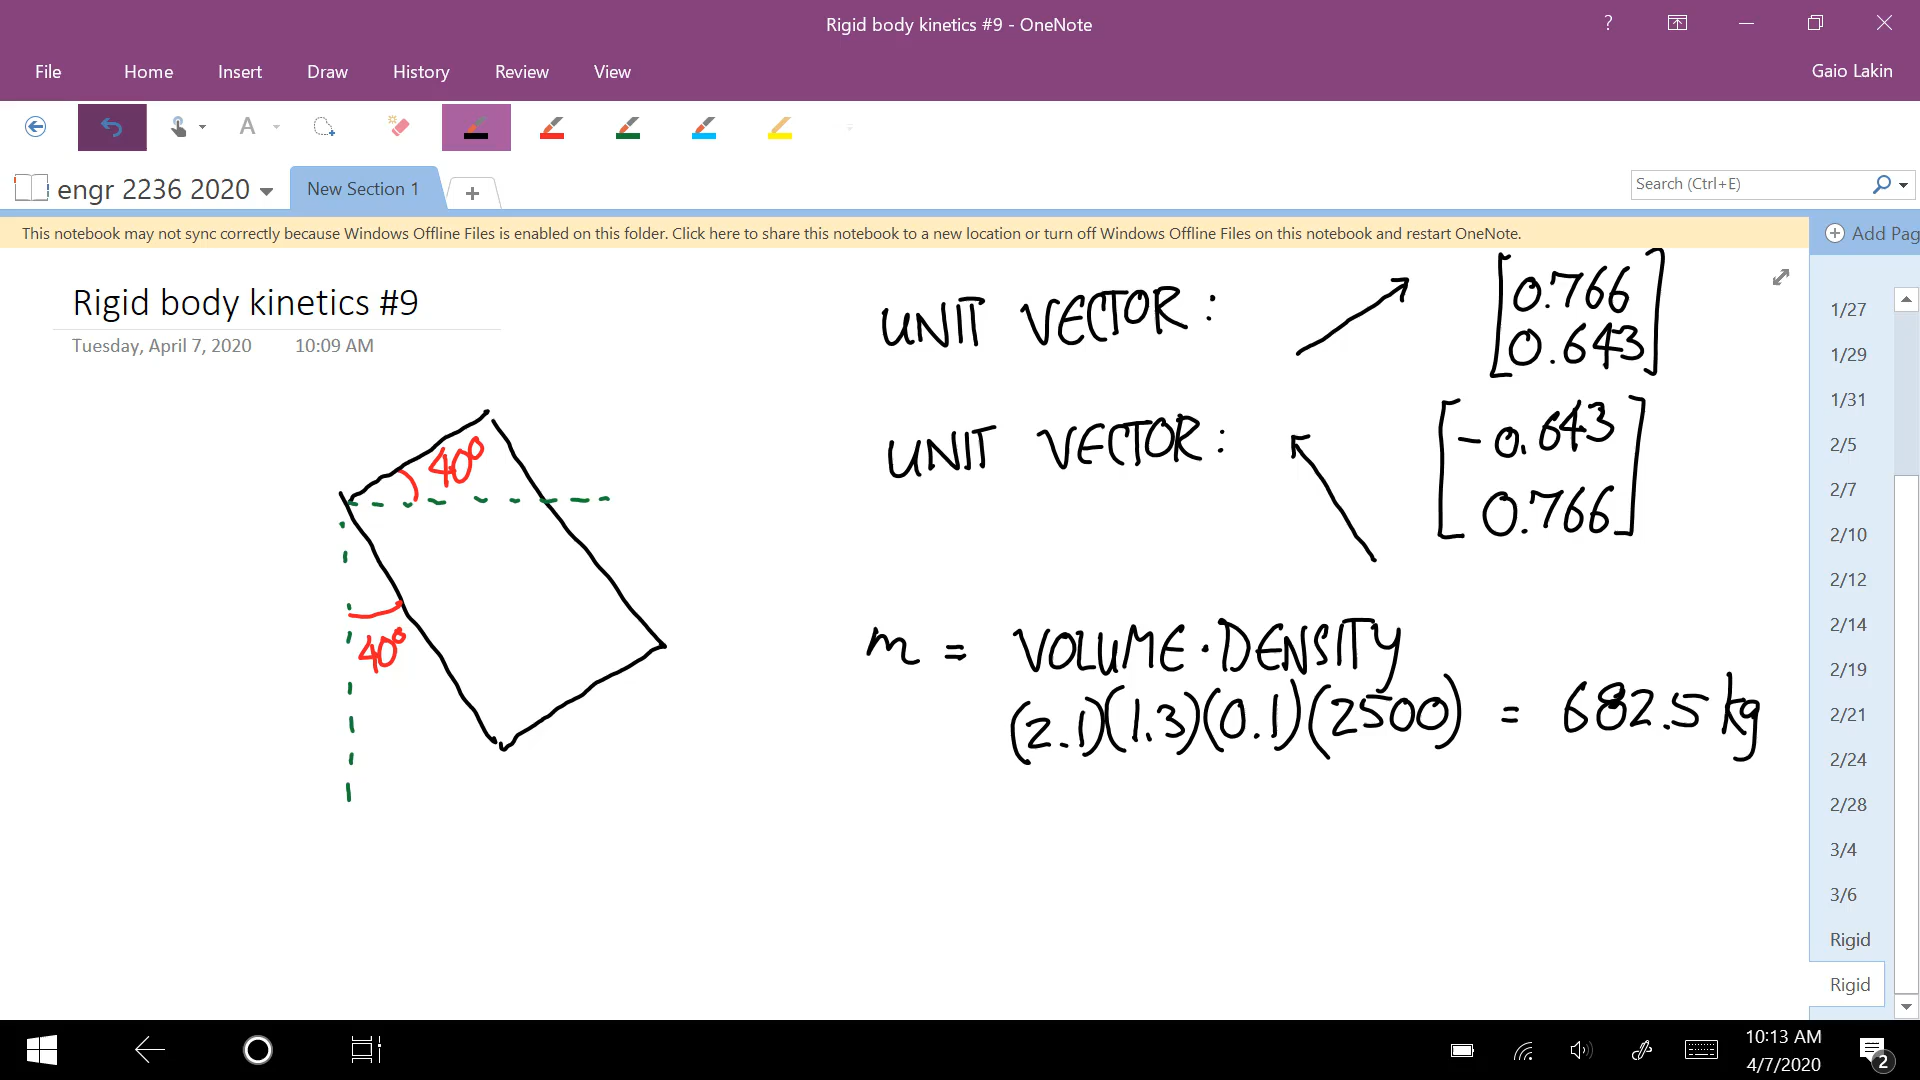 Rigid body kinetics #9 - OneNote
?
File Home Insert Draw History Review View
Gaio Lakin
A
engr 2236 2020
New Section 1
+
Search (Ctrl+E)
This notebook may not sync correctly because Windows Offline Files is enabled on this folder. Click here to share this notebook to a new location or turn off Windows Offline Files on this notebook and restart OneNote.
Add Pag
Rigid body kinetics #9
Tuesday, April 7, 2020 10:09 AM
40°
40°
UNIT VECTOR:
0.766
0.643
UNIT VECTOR:
-0.643
0.766
m = VOLUME · DENSITY
(2.1)(1.3)(0.1)(2500) = 682.5 kg
1/27
1/29
1/31
2/5
2/7
2/10
2/12
2/14
2/19
2/21
2/24
2/28
3/4
3/6
Rigid
Rigid
10:13 AM
4/7/2020
2